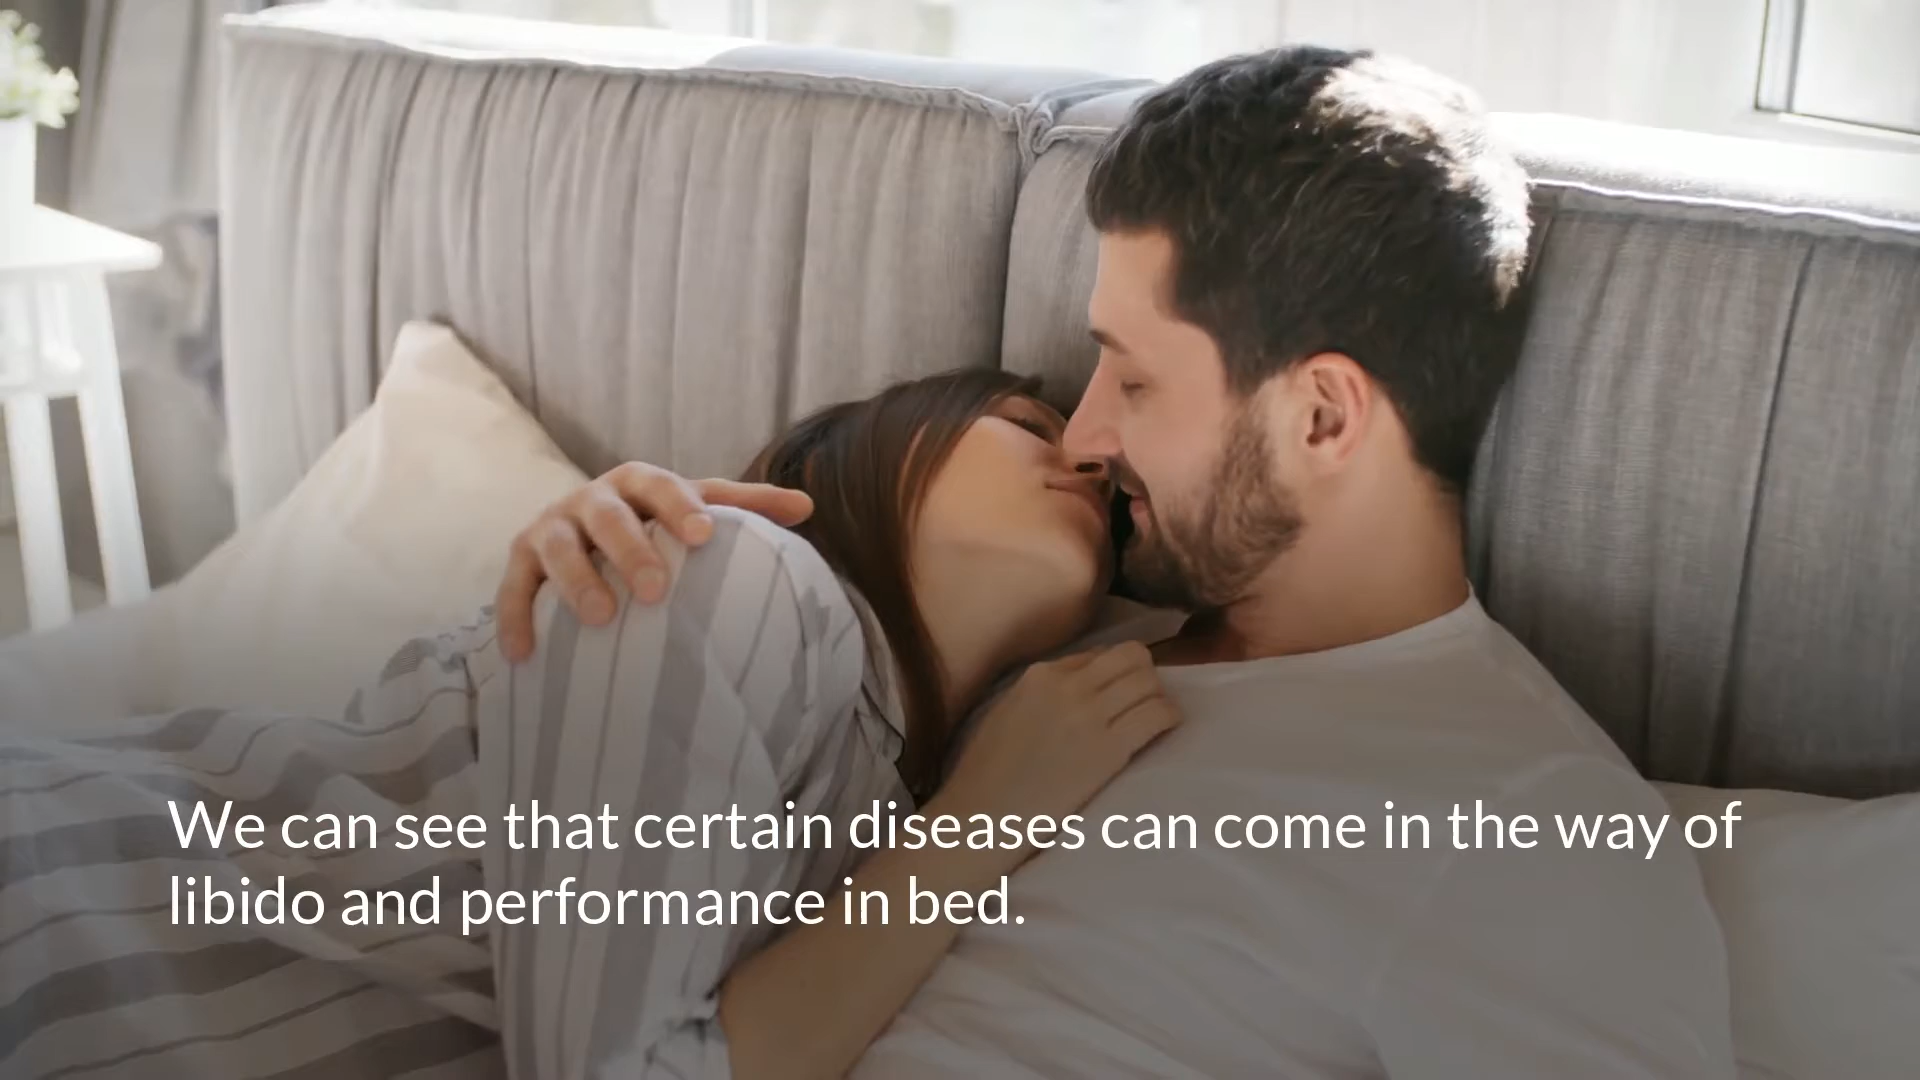 We can see that certain diseases can come in the way of
libido and performance in bed.